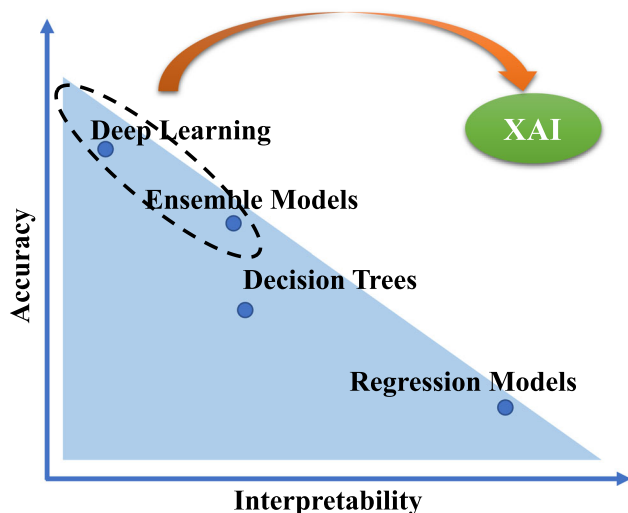 XAI
Deep Learning
Ensemble Models
Decision Trees
Regression Models
Accuracy
Interpretability